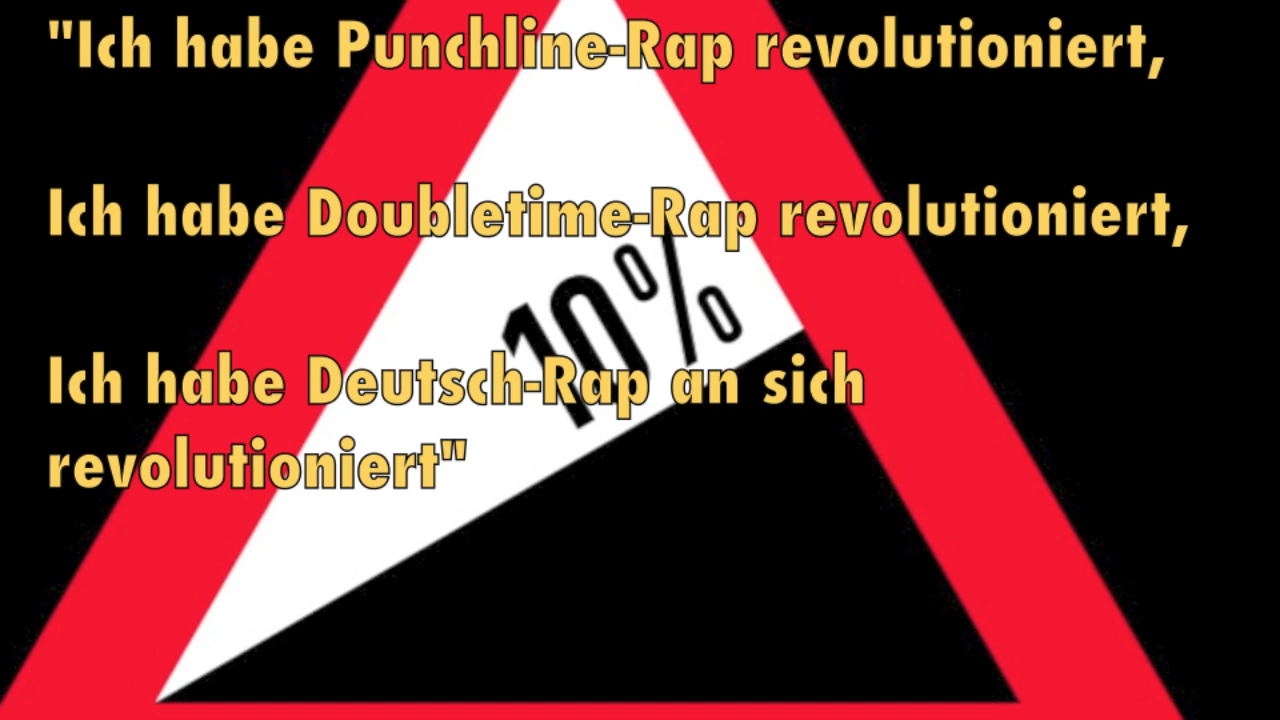 "Ich habe Punchline-Rap revolutioniert,
Ich habe Doubletime-Rap revolutioniert,
10%
Ich habe Deutsch-Rap an sich
revolutioniert"